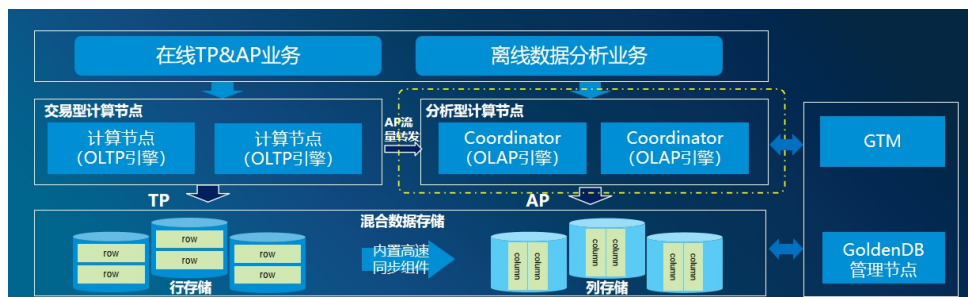 在线TP&AP业务
离线数据分析业务
交易型计算节点
计算节点
（OLTP引擎）
计算节点
（OLTP引擎）
AP流
量转发
分析型计算节点
Coordinator
（OLAP引擎）
Coordinator
（OLAP引擎）
GTM
TP
AP
混合数据存储
row
row
row
row
row
row
行存储
内置高速
同步组件
column
column
column
column
column
column
列存储
GoldenDB
管理节点